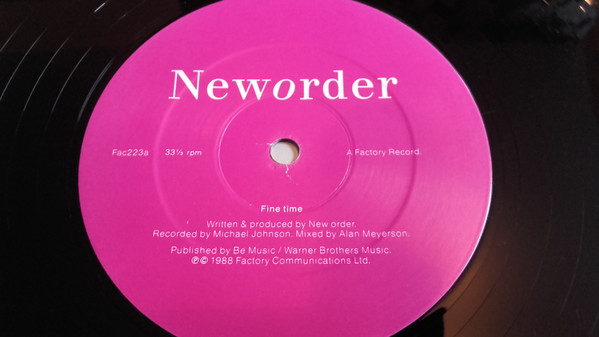 Neworder
Fac223a 33⅓ rpm A Factory Record.
Fine time
Written & produced by New order.
Recorded by Michael Johnson. Mixed by Alan Meyerson.
Published by Be Music / Warner Brothers Music.
℗© 1988 Factory Communications Ltd.